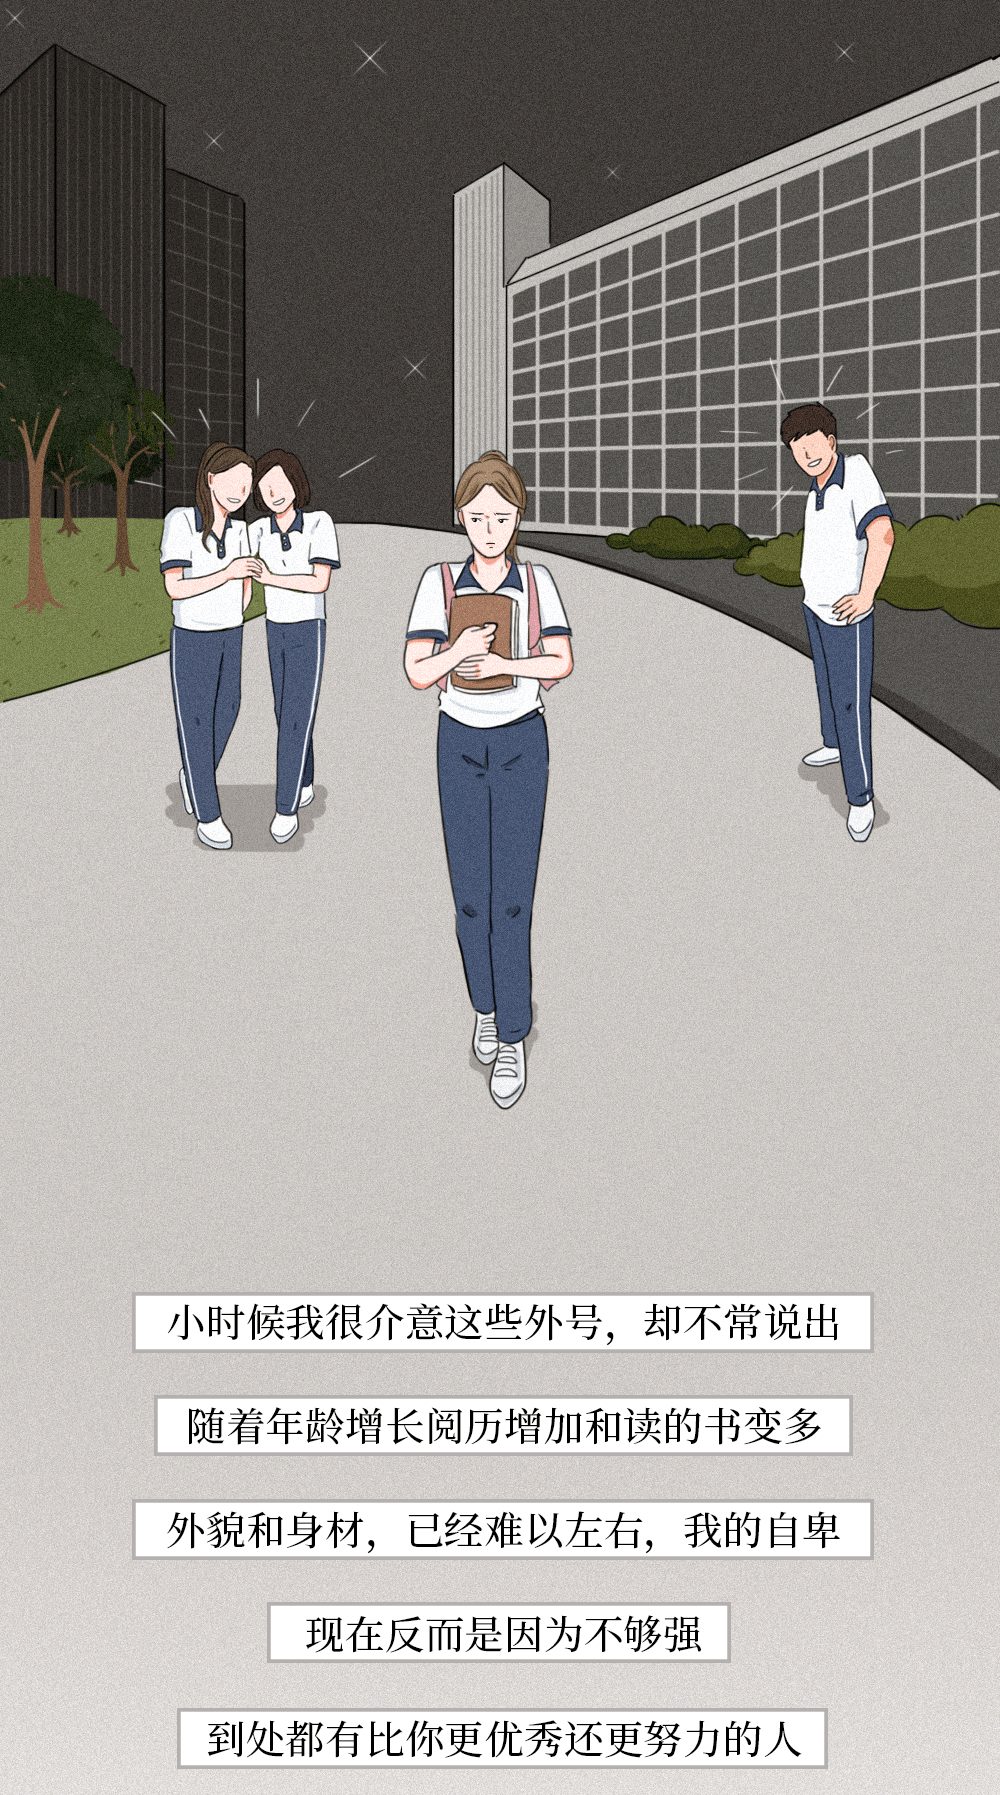 小时候我很介意这些外号，却不常说出
随着年龄增长阅历增加和读的书变多
外貌和身材，已经难以左右，我的自卑
现在反而是因为不够强
到处都有比你更优秀还更努力的人